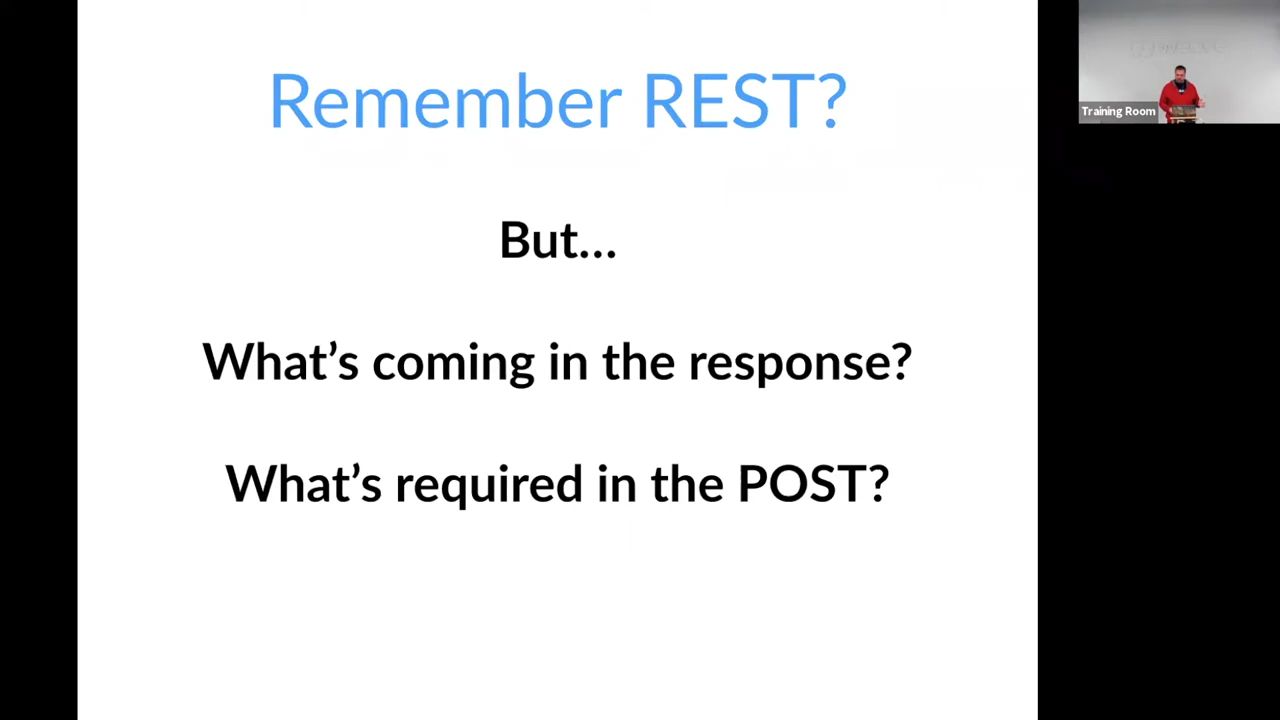 Remember REST?
But...
What's coming in the response?
What's required in the POST?
Training Room